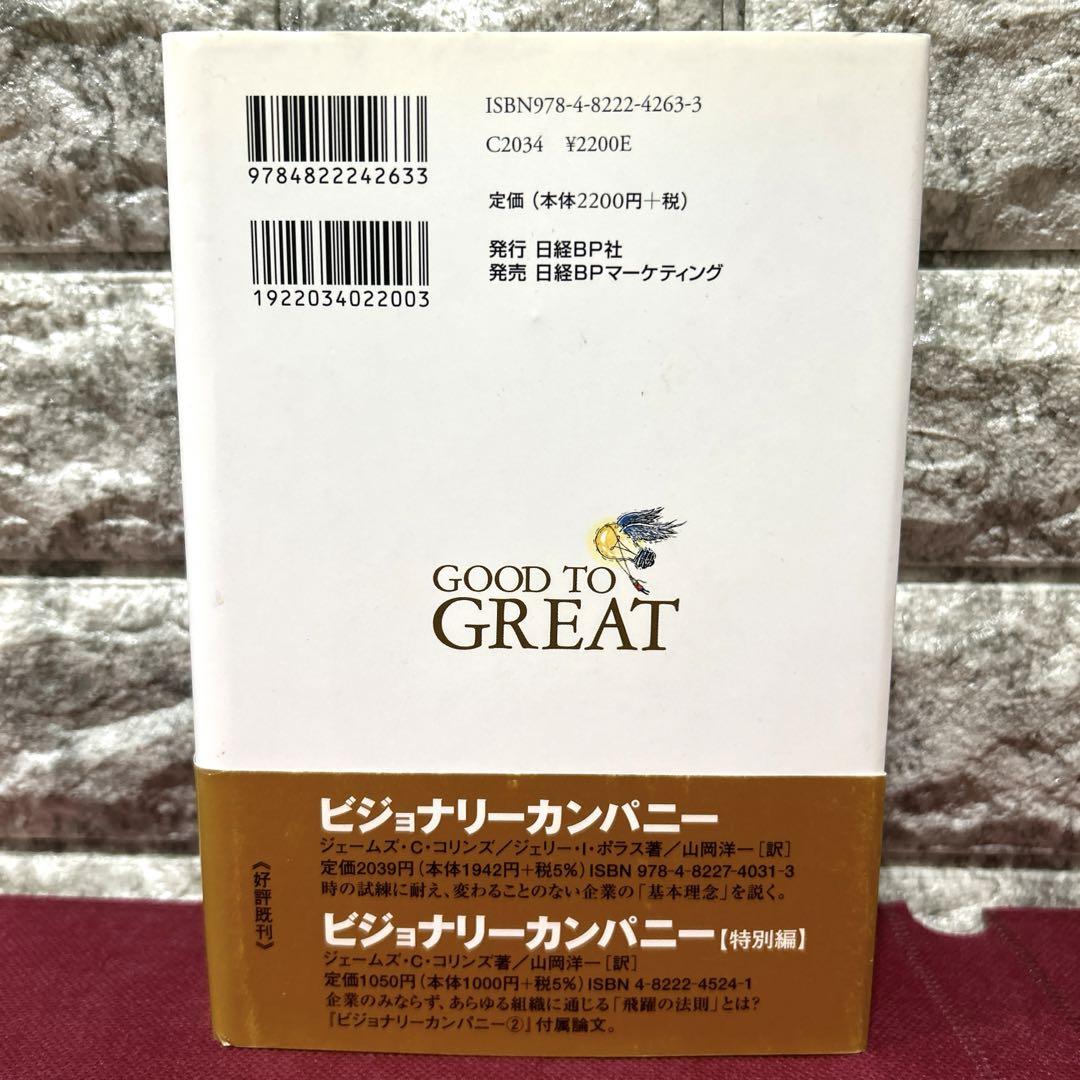 9784822242633
1922034022003
ISBN978-4-8222-4263-3
C2034 ¥2200E
定価(本体2200円+税)
発行 日経BP社
発売 日経BPマーケティング
GOOD TO
GREAT
《好評既刊》
ビジョナリーカンパニー
ジェームズ・C・コリンズ/ジェリー・I・ポラス著/山岡洋一[訳]
定価2039円(本体1942円+税5%)ISBN 978-4-8227-4031-3
時の試練に耐え、変わることのない企業の「基本理念」を説く。
ビジョナリーカンパニー【特別編】
ジェームズ・C・コリンズ著/山岡洋一[訳]
定価1050円(本体1000円+税5%)ISBN 4-8222-4524-1
企業のみならず、あらゆる組織に通じる「飛躍の法則」とは?
『ビジョナリーカンパニー②』付属論文。